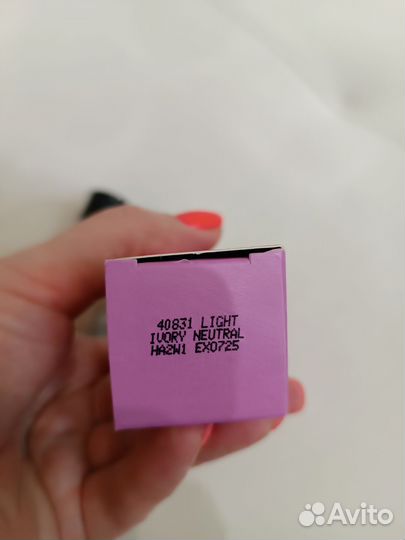 40831 LIGHT
IVORY NEUTRAL
HA2W1 EX0725
Avito